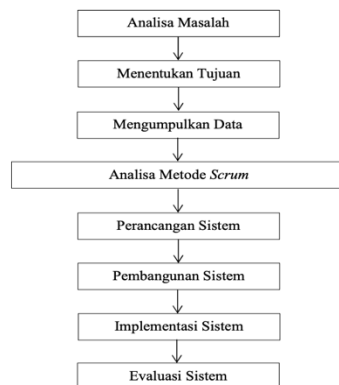 Analisa Masalah
Menentukan Tujuan
Mengumpulkan Data
Analisa Metode Scrum
Perancangan Sistem
Pembangunan Sistem
Implementasi Sistem
Evaluasi Sistem